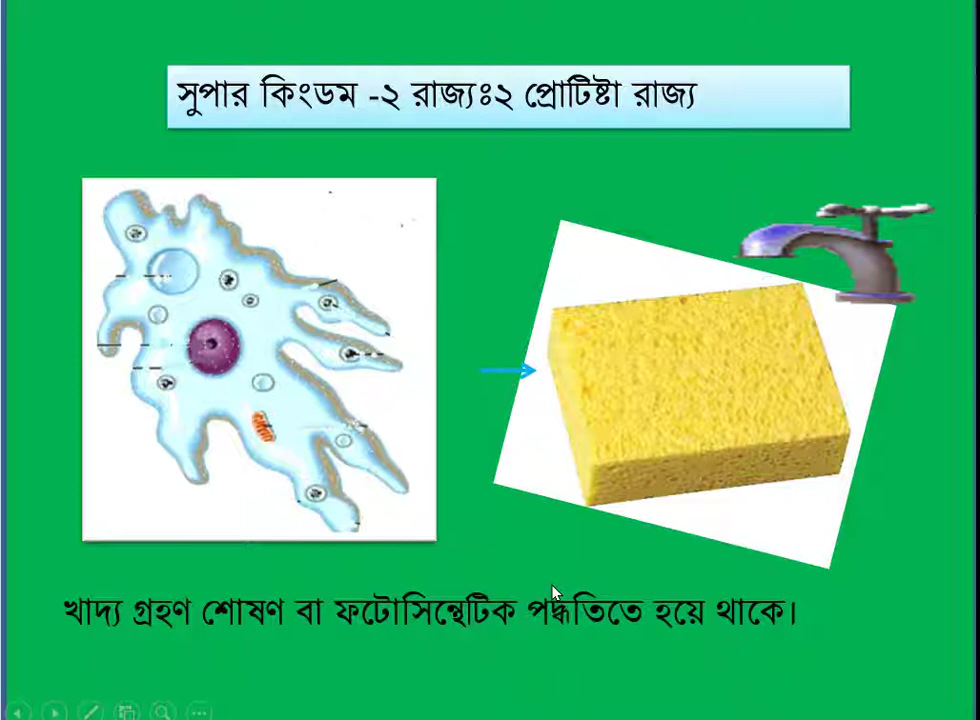 সুপার কিংডম -২ রাজ্যঃ২ প্রোটিষ্টা রাজ্য
খাদ্য গ্রহণ শোষণ বা ফটোসিন্থেটিক পদ্ধতিতে হয়ে থাকে।